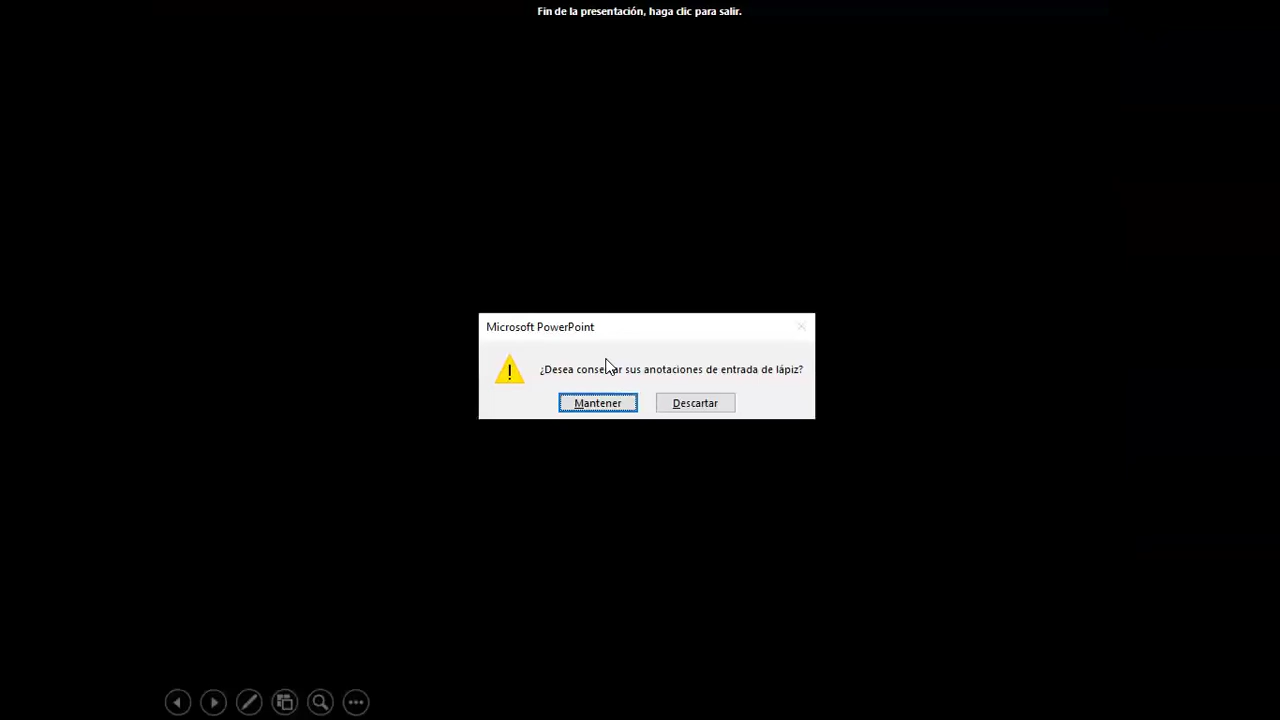 Fin de la presentación, haga clic para salir.
Microsoft PowerPoint
¿Desea conservar sus anotaciones de entrada de lápiz?
Mantener
Descartar